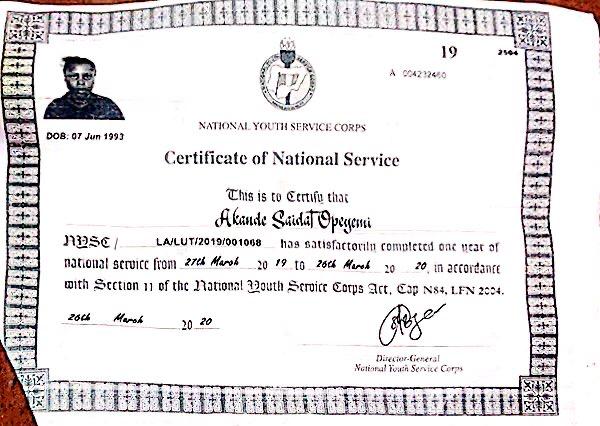 19
2564
A 004232460
DOB: 07 Jun 1993
NATIONAL YOUTH SERVICE CORPS
Certificate of National Service
This is to Certify that
Akande Saidat Opeyemi
NYSC / LA/LUT/2019/001068 has satisfactorily completed one year of
national service from 27th March 20 19 to 26th March 20 20, in accordance
with Section 11 of the National Youth Service Corps Act, Cap N84, LFN 2004.
26th March 20 20
Director-General
National Youth Service Corps